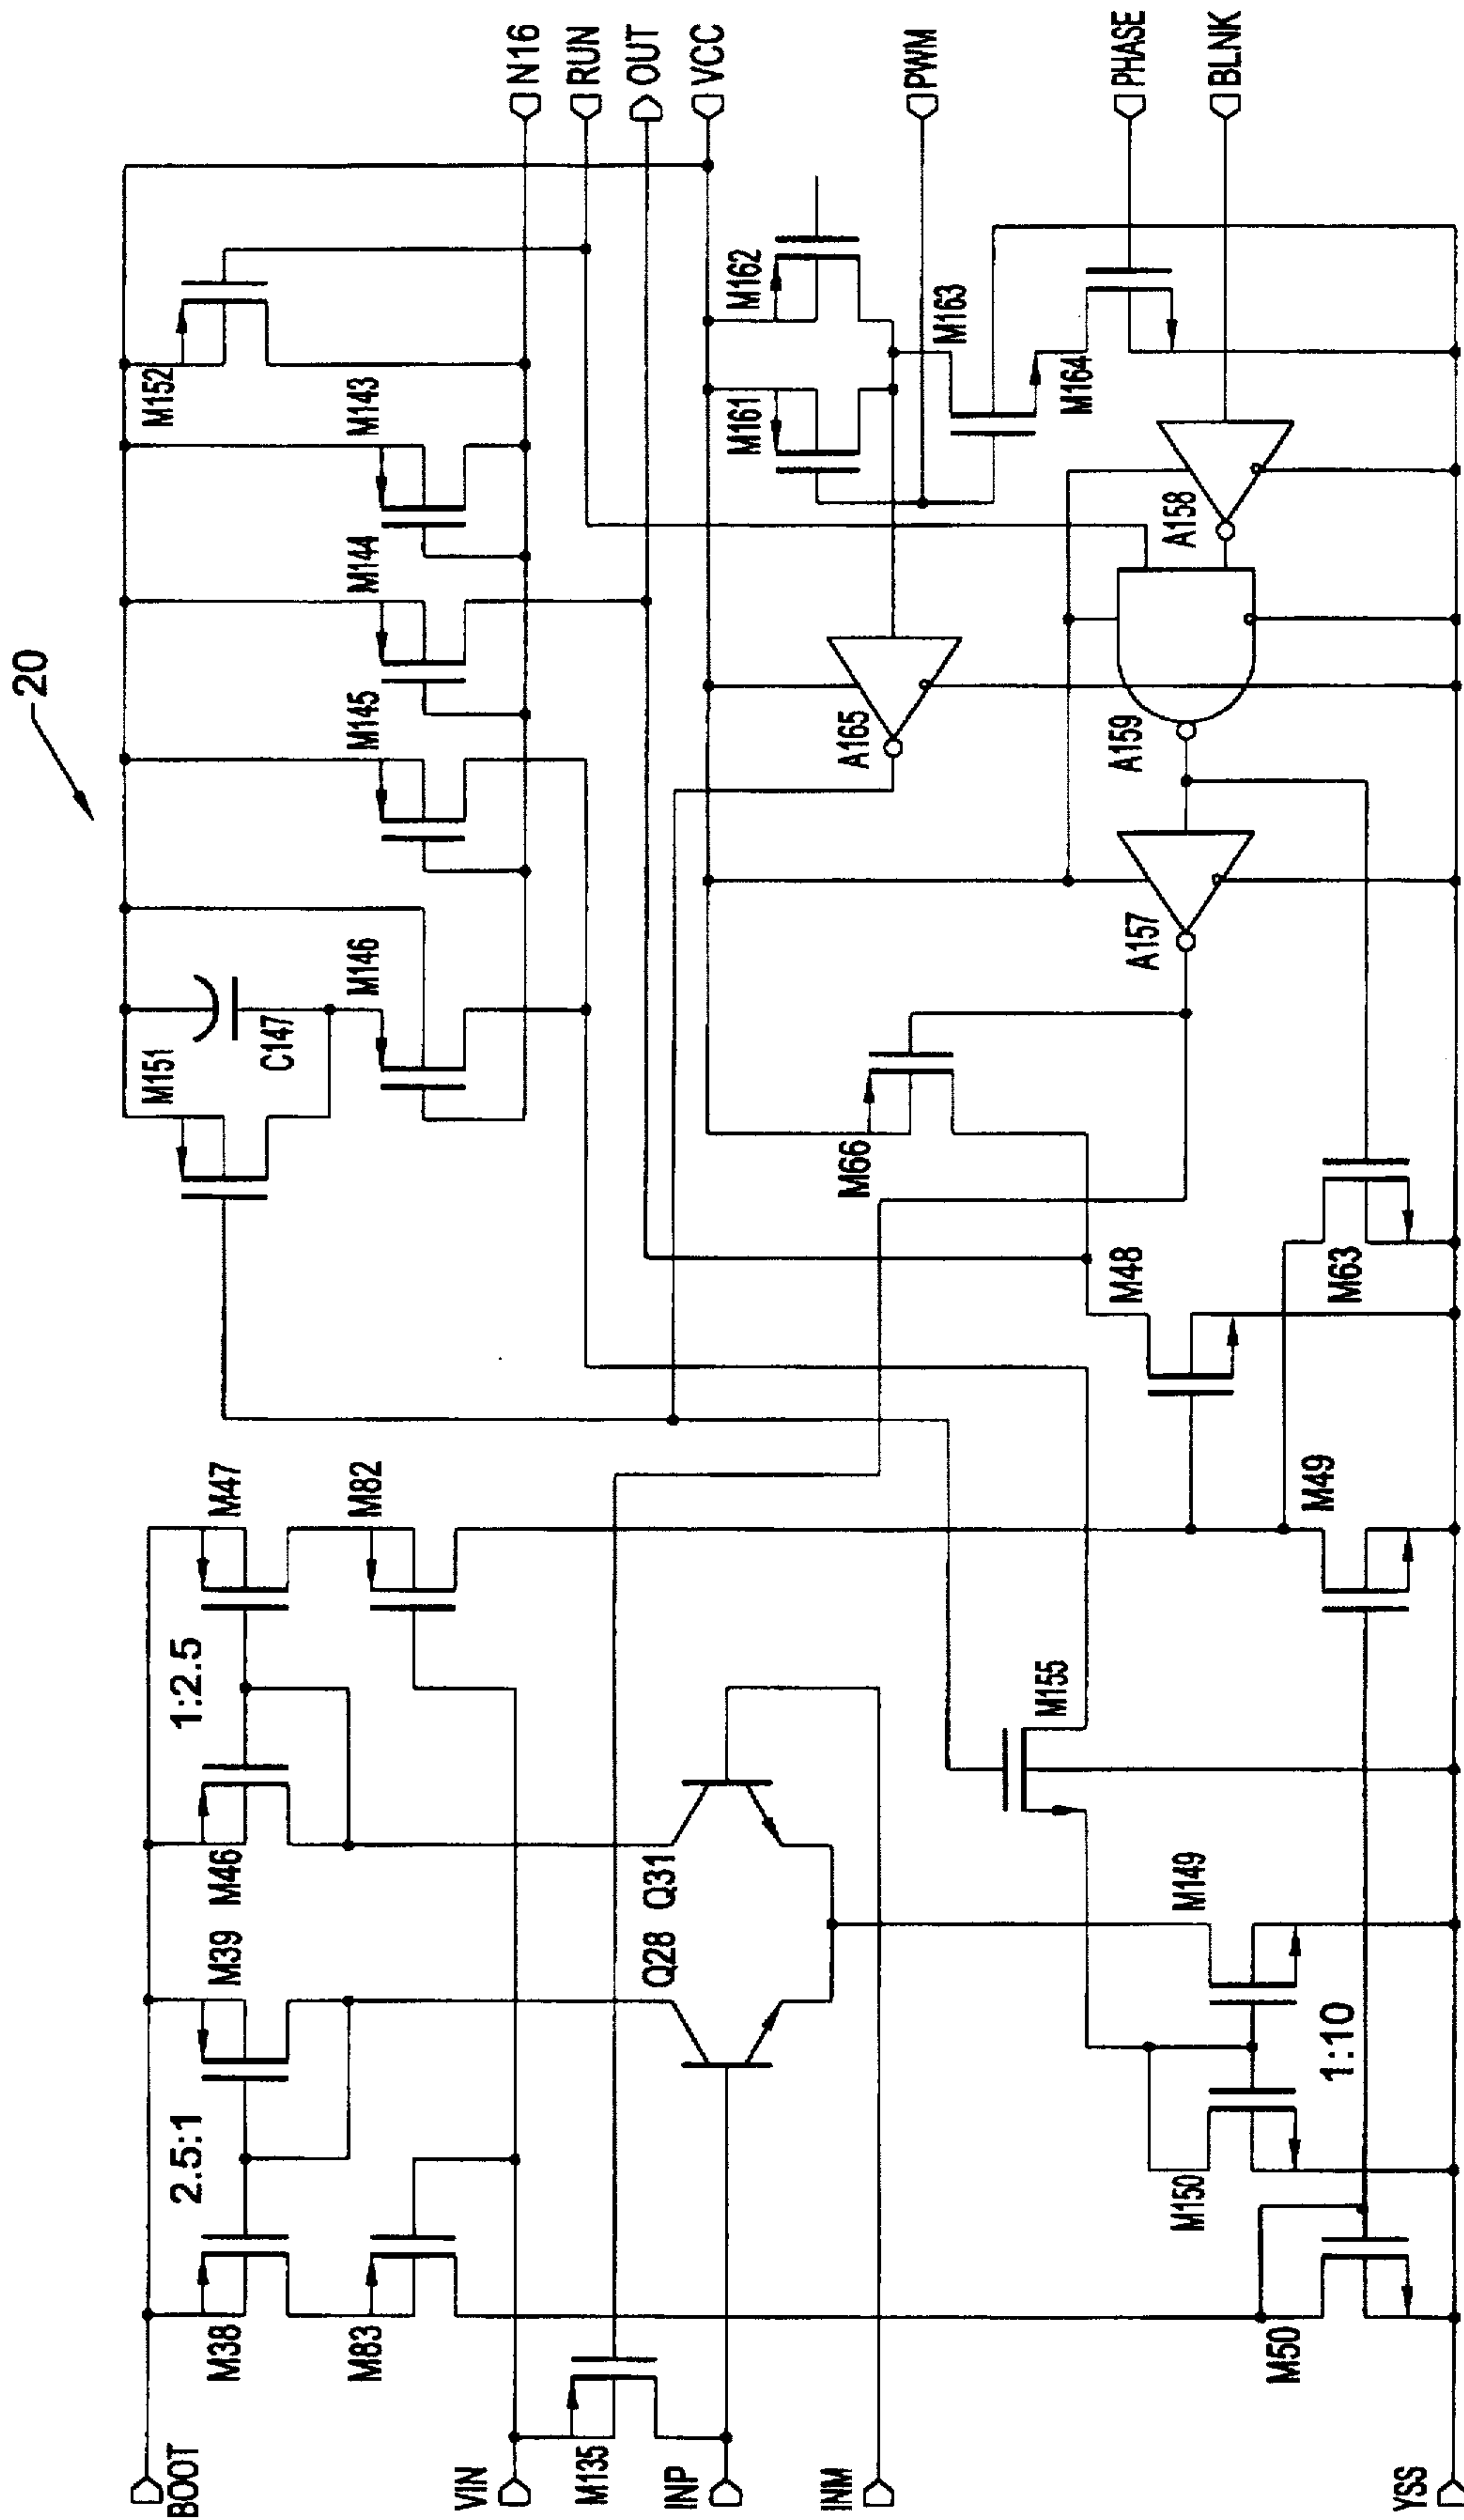 20
N16
RUN
OUT
VCC
PWM
PHASE
BLNK
M152
M143
M144
M145
M146
C147
M151
M162
M161
M163
M164
A158
A165
A159
A157
M66
M48
M63
M47
M82
1:2.5
M46
M39
2.5:1
M38
M83
Q31
Q28
M155
M49
M149
1:10
M150
M50
M135
BOOT
VIN
INP
INM
YSS